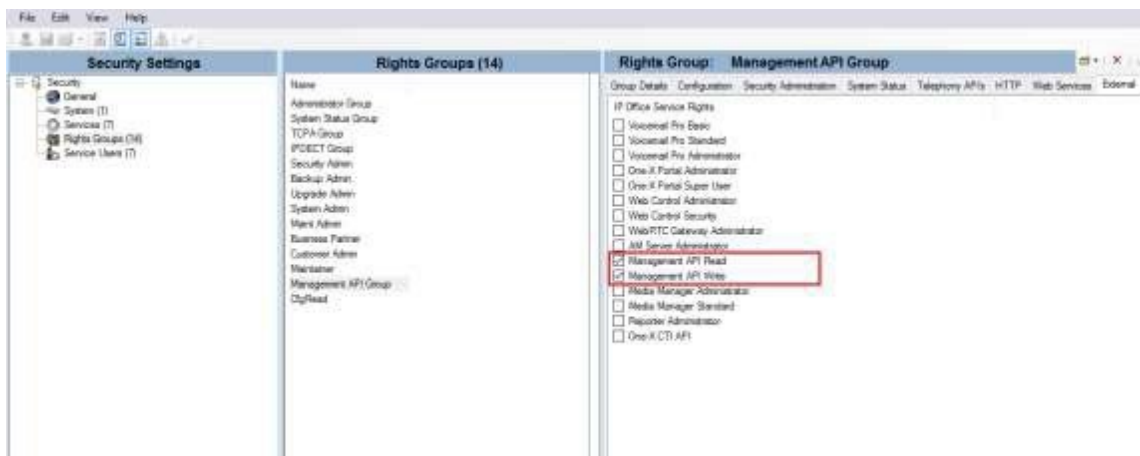 File Edit View Help
Security Settings
Security
General
System (1)
Services (7)
Rights Groups (14)
Service Users (7)
Rights Groups (14)
Name
Administrator Group
System Status Group
TCPA Group
IPDECT Group
Security Admin
Backup Admin
Upgrade Admin
System Admin
Maint Admin
Business Partner
Customer Admin
Maintainer
Management API Group
CfgRead
Rights Group: Management API Group
Group Details Configuration Security Administration System Status Telephony APIs HTTP Web Services External
IP Office Service Rights
Voicemail Pro Basic
Voicemail Pro Standard
Voicemail Pro Administrator
One-X Portal Administrator
One-X Portal Super User
Web Control Administrator
Web Control Security
WebRTC Gateway Administrator
AM Server Administrator
Management API Read
Management API Write
Media Manager Administrator
Media Manager Standard
Reporter Administrator
One-X CTI API